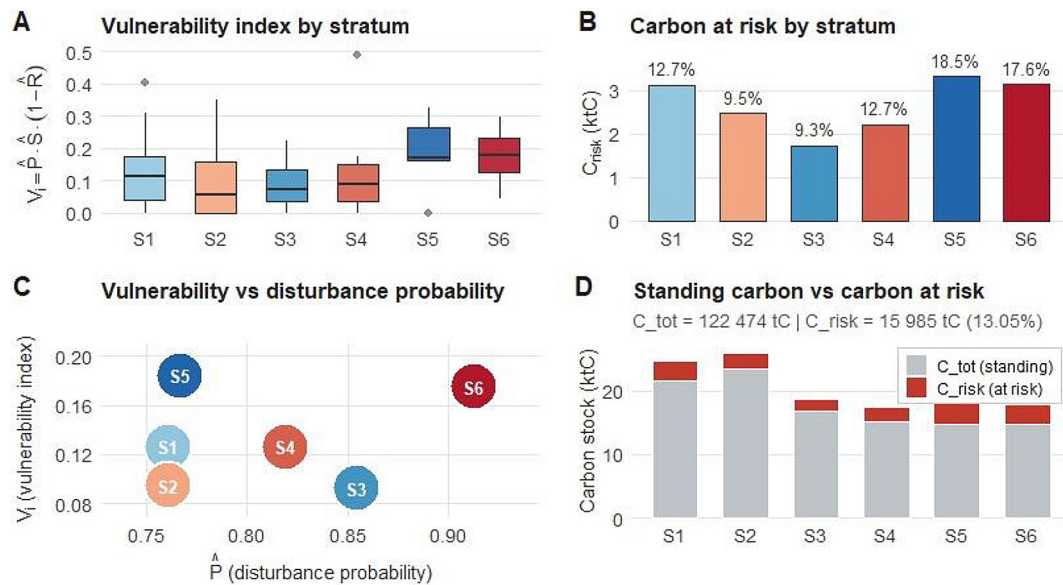 A Vulnerability index by stratum
Vi = P̂ · Ŝ · (1 − R̂)
0.5
0.4
0.3
0.2
0.1
0.0
S1 S2 S3 S4 S5 S6
B Carbon at risk by stratum
Crisk (ktC)
3
2
1
0
12.7% 9.5% 9.3% 12.7% 18.5% 17.6%
S1 S2 S3 S4 S5 S6
C Vulnerability vs disturbance probability
Vi (vulnerability index)
0.20
0.16
0.12
0.08
S5
S6
S1
S4
S2
S3
0.75 0.80 0.85 0.90
P̂ (disturbance probability)
D Standing carbon vs carbon at risk
C_tot = 122 474 tC | C_risk = 15 985 tC (13.05%)
Carbon stock (ktC)
20
10
0
C_tot (standing)
C_risk (at risk)
S1 S2 S3 S4 S5 S6